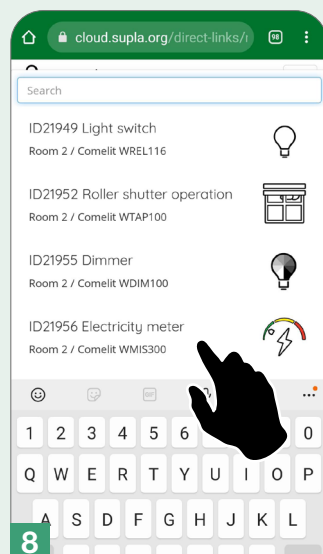 cloud.supla.org/direct-links/
98
Search
ID21949 Light switch
Room 2 / Comelit WREL116
ID21952 Roller shutter operation
Room 2 / Comelit WTAP100
ID21955 Dimmer
Room 2 / Comelit WDIM100
ID21956 Electricity meter
Room 2 / Comelit WMIS300
GIF
1 2 3 4 5 6 0
Q W E R T Y U I O P
A S D F G H J K L
8